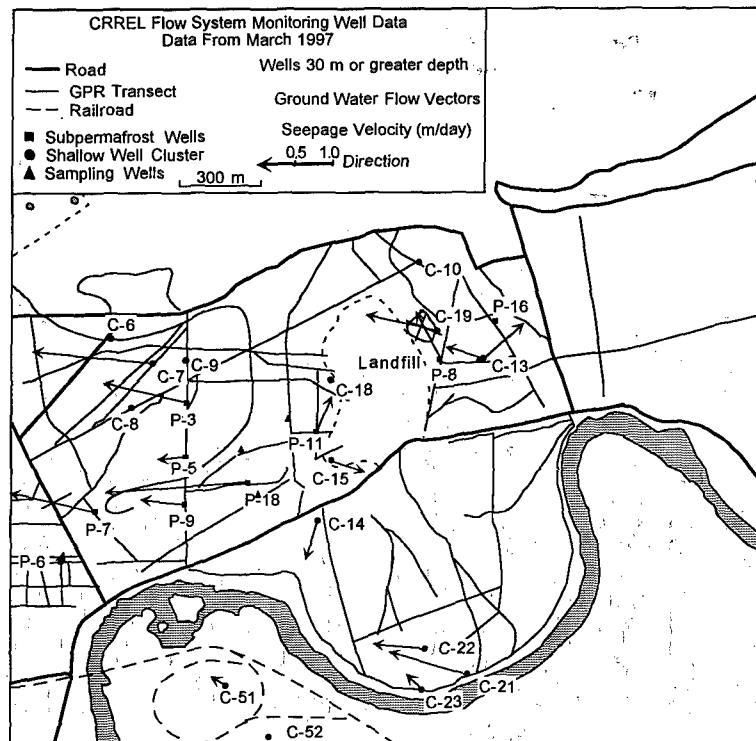 CRREL Flow System Monitoring Well Data
Data From March 1997
Road
GPR Transect
Railroad
Subpermafrost Wells
Shallow Well Cluster
Sampling Wells
300 m
Wells 30 m or greater depth
Ground Water Flow Vectors
Seepage Velocity (m/day)
0.5 1.0
Direction
C-10
P-16
C-6
C-19
C-7
C-9
Landfill
P-8
C-13
C-18
C-8
P-3
P-11
P-5
C-15
P-18
P-7
P-9
C-14
P-6
C-22
C-21
C-51
C-23
C-52